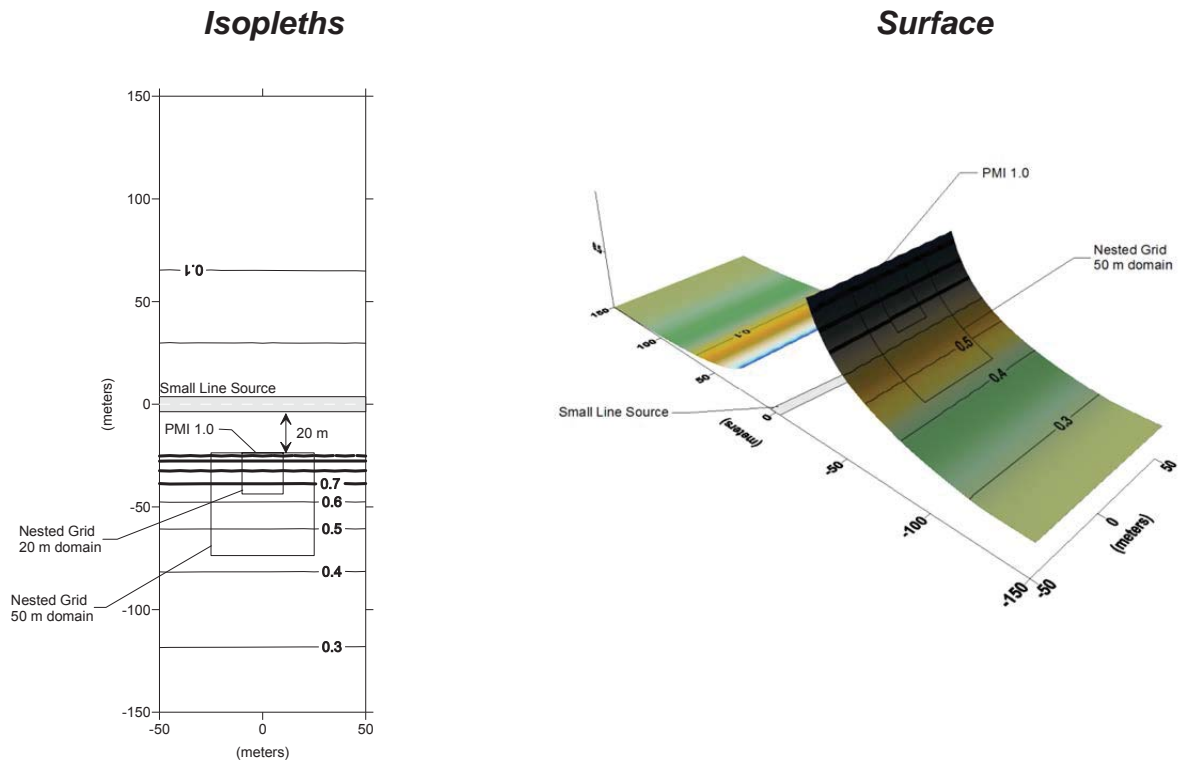 Isopleths
Surface
150
100
50
0
-50
-100
-150
-50
0
50
(meters)
(meters)
0.1
Small Line Source
PMI 1.0
20 m
0.7
0.6
0.5
0.4
0.3
Nested Grid
20 m domain
Nested Grid
50 m domain
PMI 1.0
Nested Grid
50 m domain
Small Line Source
150
100
50
0
-50
-100
-150
(meters)
-50
0
50
(meters)
0.1
0.5
0.4
0.3